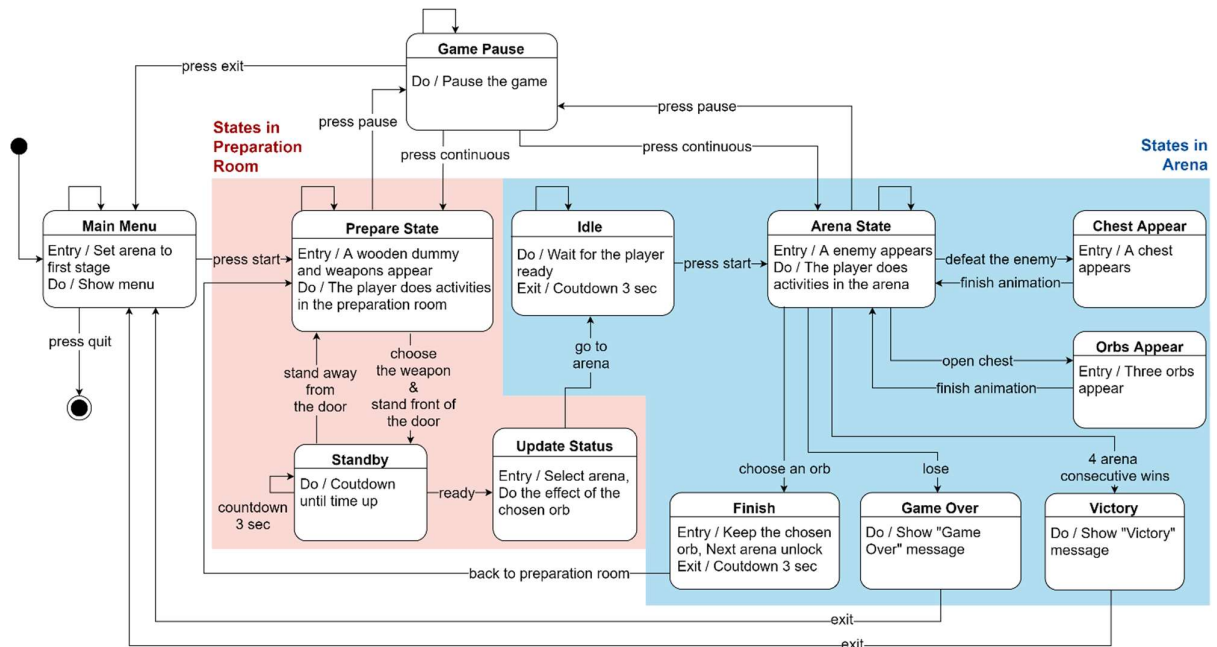 Game Pause
Do / Pause the game
press exit
press pause
press pause
press continuous
press continuous
States in
Preparation
Room
States in
Arena
Main Menu
Entry / Set arena to
first stage
Do / Show menu
press start
Prepare State
Entry / A wooden dummy
and weapons appear
Do / The player does activities
in the preparation room
Idle
Do / Wait for the player
ready
Exit / Coutdown 3 sec
press start
Arena State
Entry / A enemy appears
Do / The player does
activities in the arena
defeat the enemy
finish animation
Chest Appear
Entry / A chest
appears
press quit
stand away
from
the door
choose
the weapon
&
stand front of
the door
go to
arena
open chest
finish animation
Orbs Appear
Entry / Three orbs
appear
Standby
Do / Coutdown
until time up
countdown
3 sec
ready
Update Status
Entry / Select arena,
Do the effect of the
chosen orb
choose an orb
lose
4 arena
consecutive wins
Finish
Entry / Keep the chosen
orb, Next arena unlock
Exit / Coutdown 3 sec
Game Over
Do / Show "Game
Over" message
Victory
Do / Show "Victory"
message
back to preparation room
exit
exit